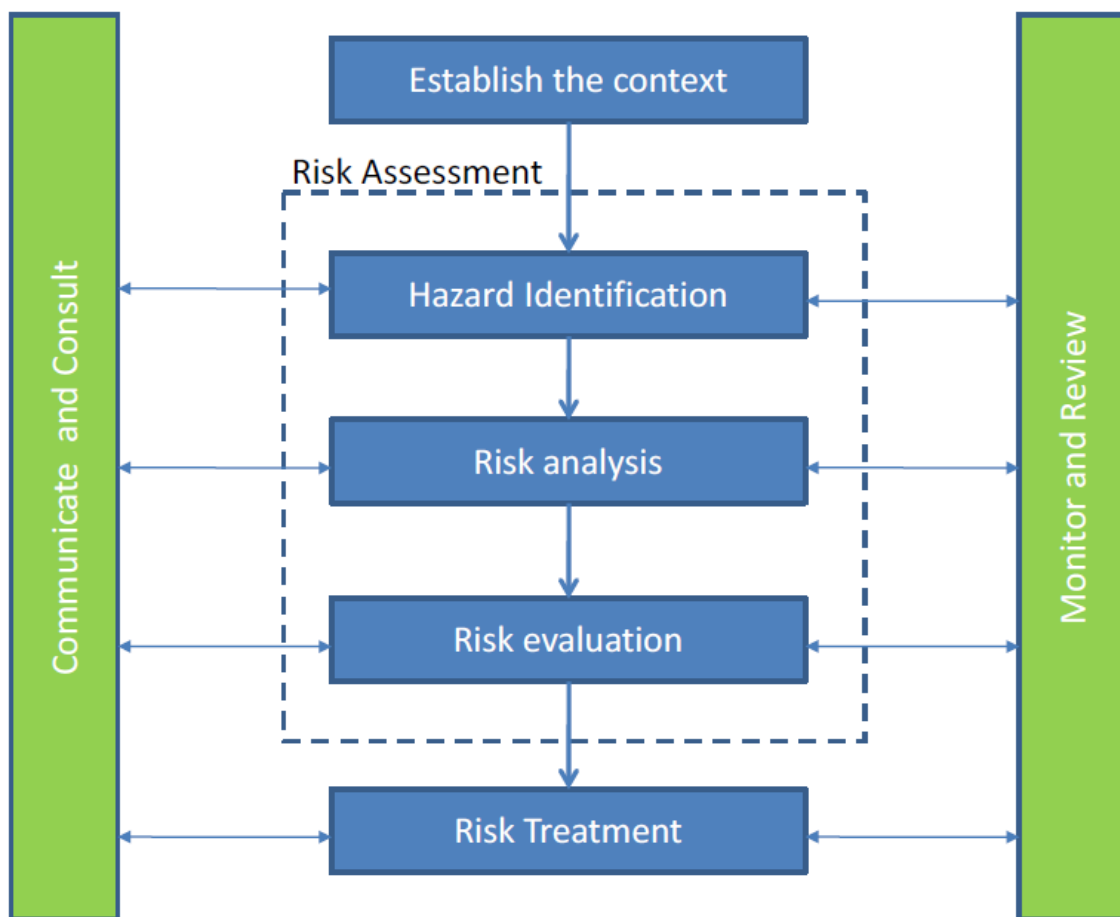 Establish the context
Risk Assessment
Hazard Identification
Risk analysis
Risk evaluation
Risk Treatment
Communicate and Consult
Monitor and Review